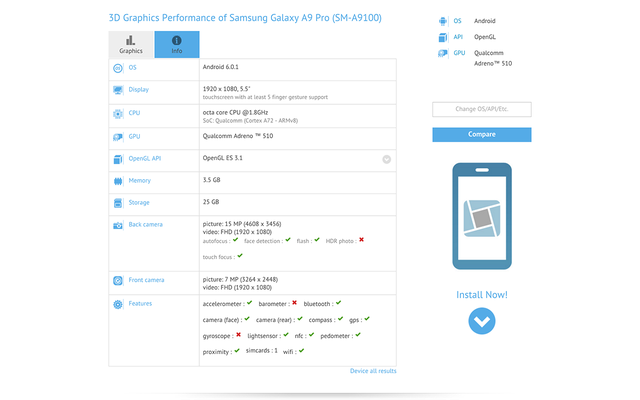 3D Graphics Performance of Samsung Galaxy A9 Pro (SM-A9100)
Graphics
Info
OS
Android 6.0.1
Display
1920 x 1080, 5.5"
touchscreen with at least 5 finger gesture support
CPU
octa core CPU @1.8GHz
SoC: Qualcomm (Cortex A72 - ARMv8)
GPU
Qualcomm Adreno™ 510
OpenGL API
OpenGL ES 3.1
Memory
3.5 GB
Storage
25 GB
Back camera
picture: 15 MP (4608 x 3456)
video: FHD (1920 x 1080)
autofocus : ✔ face detection : ✔ flash : ✔ HDR photo : ✖
touch focus : ✔
Front camera
picture: 7 MP (3264 x 2448)
video: FHD (1920 x 1080)
Features
accelerometer : ✔ barometer : ✖ bluetooth : ✔
camera (face) : ✔ camera (rear) : ✔ compass : ✔ gps : ✔
gyroscope : ✖ lightsensor : ✔ nfc : ✔ pedometer : ✔
proximity : ✔ simcards : 1 wifi : ✔
Device all results
OS Android
API OpenGL
GPU Qualcomm
Adreno™ 510
Change OS/API/Etc.
Compare
Install Now!